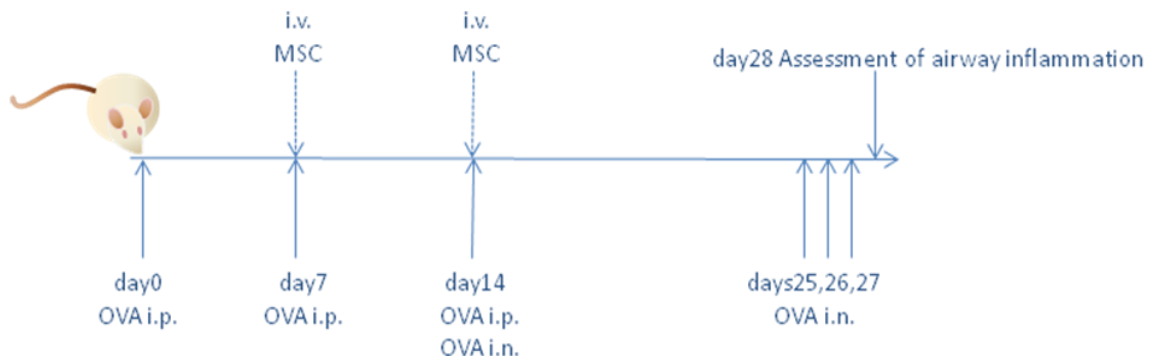 i.v.
MSC
i.v.
MSC
day28 Assessment of airway inflammation
day0
OVA i.p.
day7
OVA i.p.
day14
OVA i.p.
OVA i.n.
days25,26,27
OVA i.n.